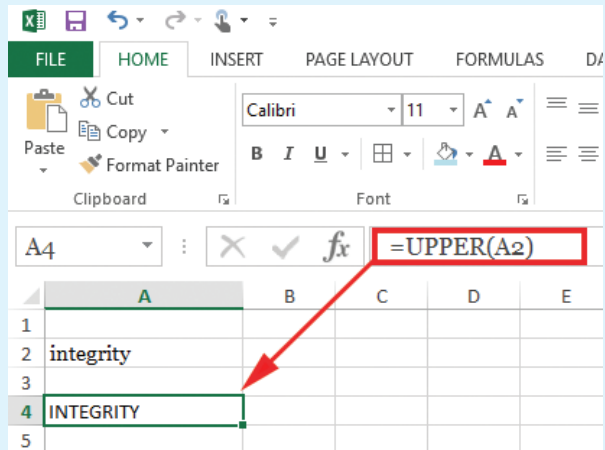 FILE HOME INSERT PAGE LAYOUT FORMULAS DA
Cut
Copy
Paste
Format Painter
Calibri 11 A A
B I U A
Clipboard Font
A4 fx =UPPER(A2)
A B C D E
1
2 integrity
3
4 INTEGRITY
5